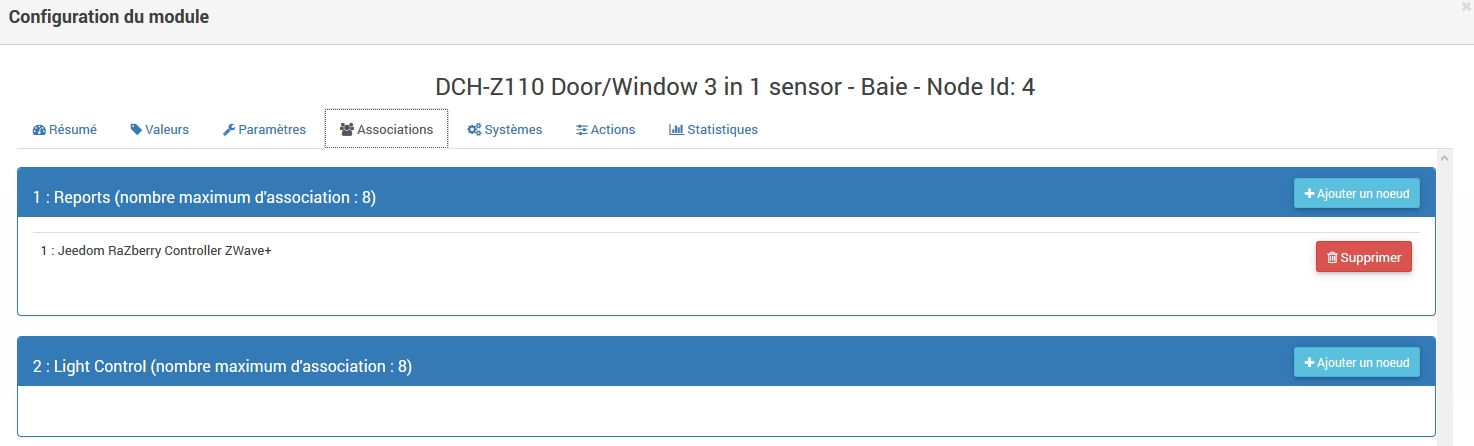 Configuration du module
DCH-Z110 Door/Window 3 in 1 sensor - Baie - Node Id: 4
Résumé Valeurs Paramètres Associations Systèmes Actions Statistiques
1 : Reports (nombre maximum d'association : 8) Ajouter un noeud
1 : Jeedom RaZberry Controller ZWave+ Supprimer
2 : Light Control (nombre maximum d'association : 8) Ajouter un noeud